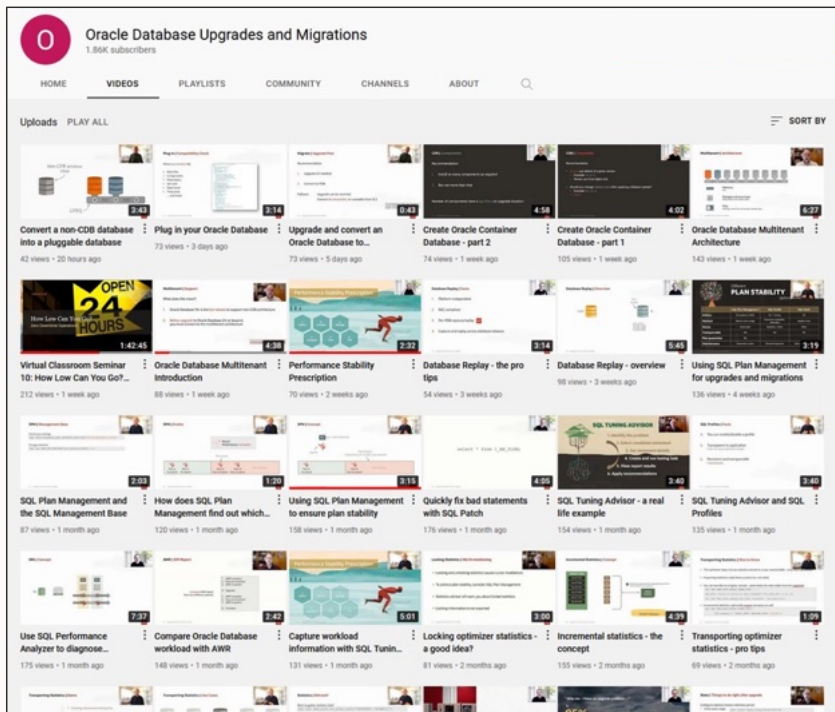 O
Oracle Database Upgrades and Migrations
1.86K subscribers
HOME VIDEOS PLAYLISTS COMMUNITY CHANNELS ABOUT
Uploads PLAY ALL
SORT BY
3:43
3:14
0:43
4:58
4:02
6:27
Convert a non-CDB database into a pluggable database
42 views • 20 hours ago
Plug in your Oracle Database
73 views • 3 days ago
Upgrade and convert an Oracle Database to...
73 views • 5 days ago
Create Oracle Container Database - part 2
74 views • 1 week ago
Create Oracle Container Database - part 1
105 views • 1 week ago
Oracle Database Multitenant Architecture
143 views • 1 week ago
OPEN
24
HOURS
How Low Can You Go?
1:42:45
4:38
Performance Stability Prescription
2:32
3:14
5:45
PLAN STABILITY
3:19
Virtual Classroom Seminar 10: How Low Can You Go?...
212 views • 1 week ago
Oracle Database Multitenant Introduction
88 views • 1 week ago
Performance Stability Prescription
70 views • 2 weeks ago
Database Replay - the pro tips
54 views • 3 weeks ago
Database Replay - overview
98 views • 3 weeks ago
Using SQL Plan Management for upgrades and migrations
136 views • 4 weeks ago
2:03
1:20
3:15
4:05
SQL TUNING ADVISOR
3:40
3:40
SQL Plan Management and the SQL Management Base
87 views • 1 month ago
How does SQL Plan Management find out which...
120 views • 1 month ago
Using SQL Plan Management to ensure plan stability
158 views • 1 month ago
Quickly fix bad statements with SQL Patch
176 views • 1 month ago
SQL Tuning Advisor - a real life example
154 views • 1 month ago
SQL Tuning Advisor and SQL Profiles
135 views • 1 month ago
7:37
2:42
Performance Stability Prescription
5:01
3:00
4:39
1:09
Use SQL Performance Analyzer to diagnose...
175 views • 1 month ago
Compare Oracle Database workload with AWR
148 views • 1 month ago
Capture workload information with SQL Tunin...
131 views • 1 month ago
Locking optimizer statistics - a good idea?
81 views • 2 months ago
Incremental statistics - the concept
155 views • 2 months ago
Transporting optimizer statistics - pro tips
69 views • 2 months ago